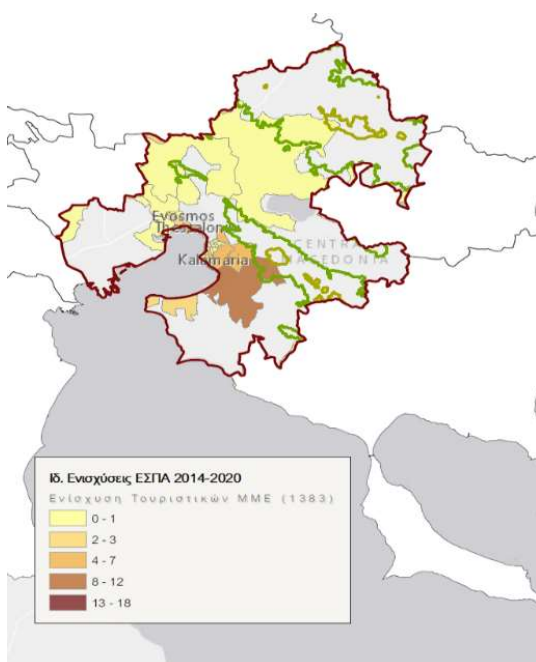 Evosmos
Thessalon
Kalamaria
CENTRA
MACEDONIA
Ιδ. Ενισχύσεις ΕΣΠΑ 2014-2020
Ενίσχυση Τουριστικών ΜΜΕ (1383)
0 - 1
2 - 3
4 - 7
8 - 12
13 - 18